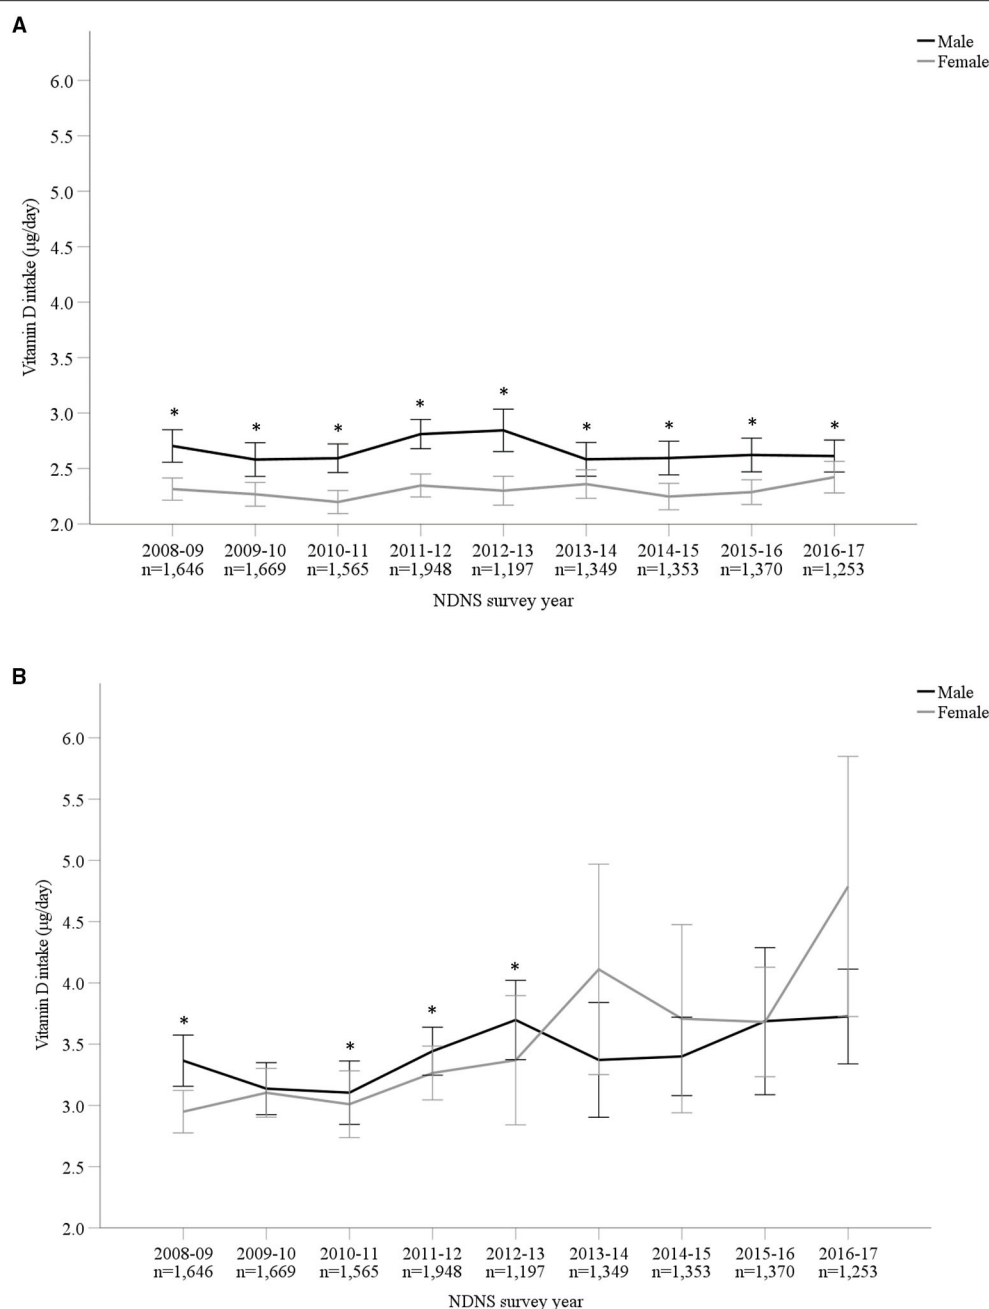 A
Male
Female
Vitamin D intake (µg/day)
6.0
5.5
5.0
4.5
4.0
3.5
3.0
2.5
2.0
* * * * * * * * *
2008-09 2009-10 2010-11 2011-12 2012-13 2013-14 2014-15 2015-16 2016-17
n=1,646 n=1,669 n=1,565 n=1,948 n=1,197 n=1,349 n=1,353 n=1,370 n=1,253
NDNS survey year
B
Male
Female
Vitamin D intake (µg/day)
6.0
5.5
5.0
4.5
4.0
3.5
3.0
2.5
2.0
* * * *
2008-09 2009-10 2010-11 2011-12 2012-13 2013-14 2014-15 2015-16 2016-17
n=1,646 n=1,669 n=1,565 n=1,948 n=1,197 n=1,349 n=1,353 n=1,370 n=1,253
NDNS survey year